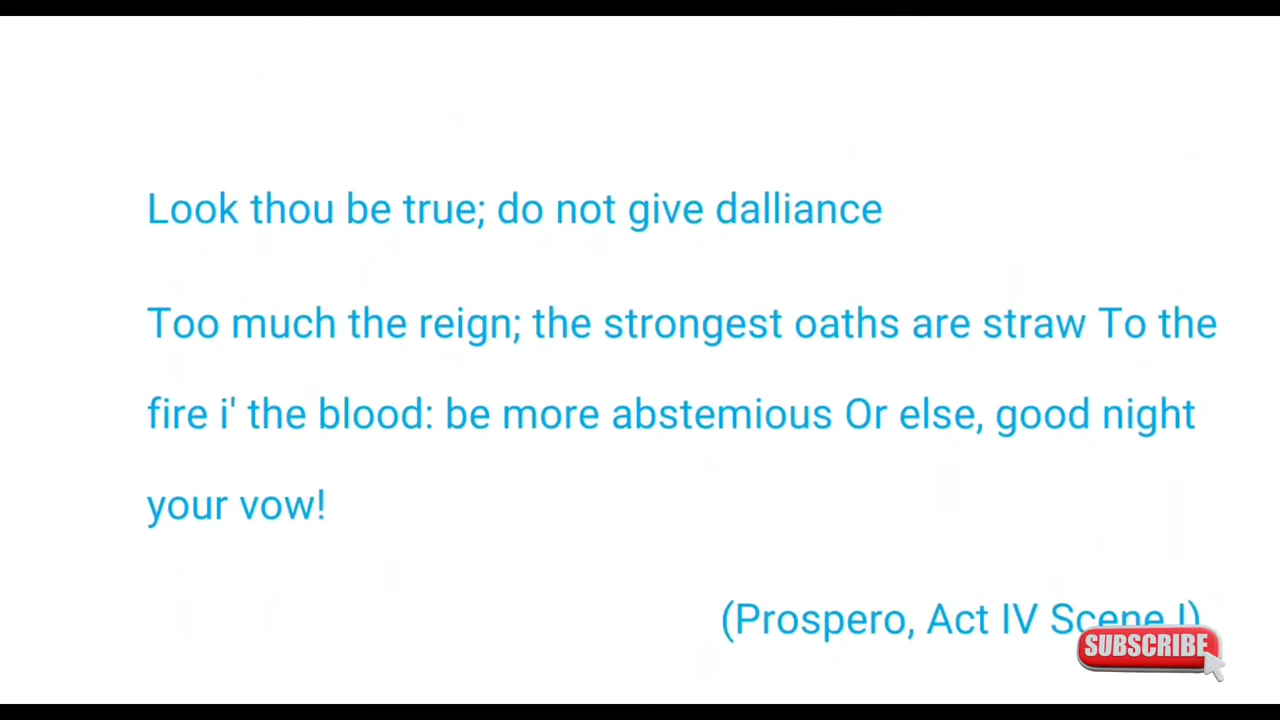 Look thou be true; do not give dalliance
Too much the reign; the strongest oaths are straw To the
fire i' the blood: be more abstemious Or else, good night
your vow!
(Prospero, Act IV Scene I)
SUBSCRIBE